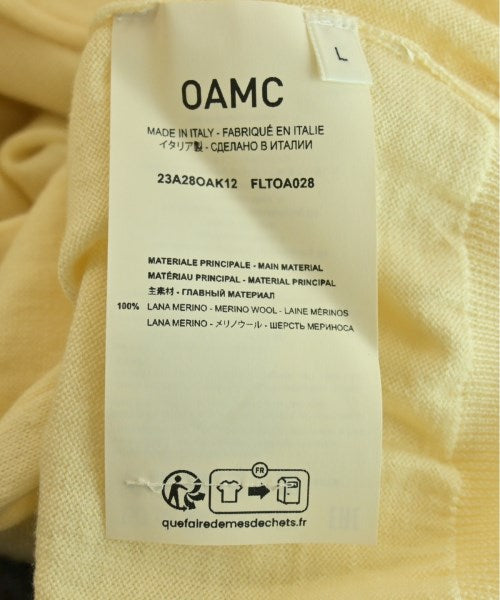 L
OAMC
MADE IN ITALY - FABRIQUÉ EN ITALIE
イタリア製 - СДЕЛАНО В ИТАЛИИ
23A28OAK12 FLTOA028
MATERIALE PRINCIPALE - MAIN MATERIAL
MATÉRIAU PRINCIPAL - MATERIAL PRINCIPAL
主素材 - ГЛАВНЫЙ МАТЕРИАЛ
100% LANA MERINO - MERINO WOOL - LAINE MÉRINOS
LANA MERINO - メリノウール - ШЕРСТЬ МЕРИНОСА
FR
quefairedemesdechets.fr